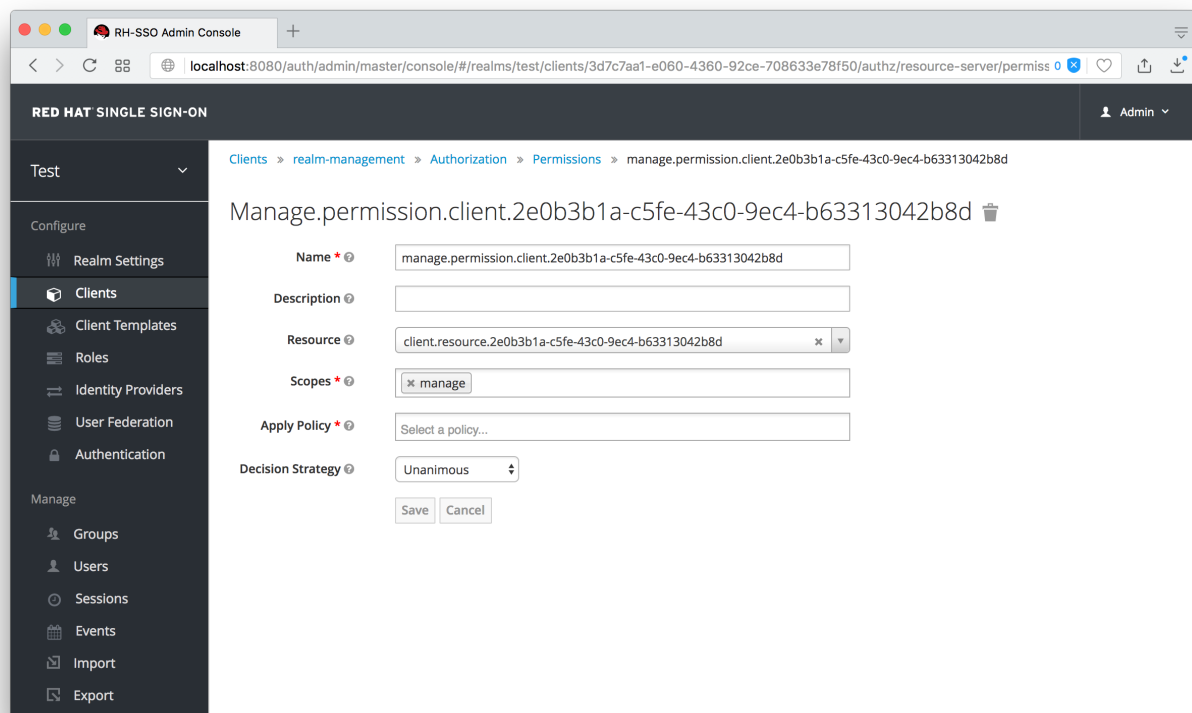 RH-SSO Admin Console
localhost:8080/auth/admin/master/console/#/realms/test/clients/3d7c7aa1-e060-4360-92ce-708633e78f50/authz/resource-server/permiss 0
RED HAT SINGLE SIGN-ON
Admin
Test
Clients » realm-management » Authorization » Permissions » manage.permission.client.2e0b3b1a-c5fe-43c0-9ec4-b63313042b8d
Manage.permission.client.2e0b3b1a-c5fe-43c0-9ec4-b63313042b8d
Configure
Realm Settings
Clients
Client Templates
Roles
Identity Providers
User Federation
Authentication
Manage
Groups
Users
Sessions
Events
Import
Export
Name * manage.permission.client.2e0b3b1a-c5fe-43c0-9ec4-b63313042b8d
Description
Resource client.resource.2e0b3b1a-c5fe-43c0-9ec4-b63313042b8d
Scopes * manage
Apply Policy * Select a policy...
Decision Strategy Unanimous
Save Cancel